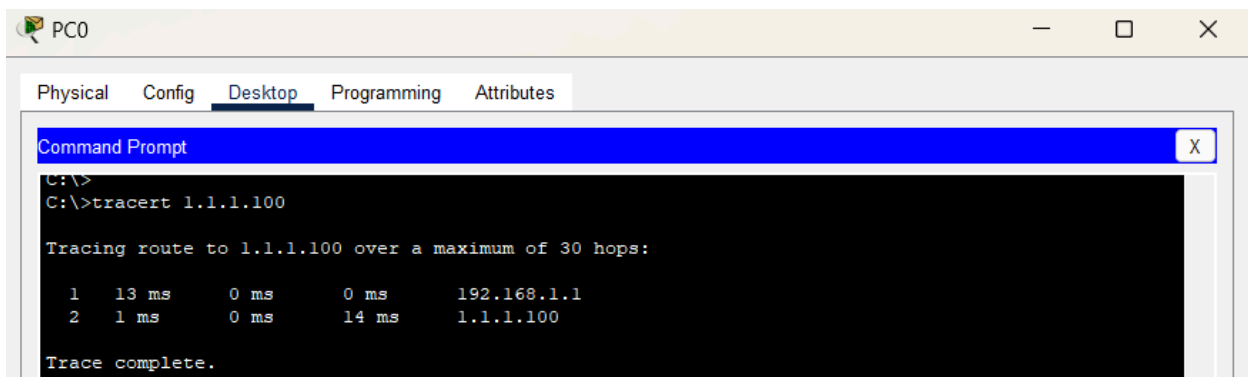 PC0
Physical Config Desktop Programming Attributes
Command Prompt X
C:\>
C:\>tracert 1.1.1.100
Tracing route to 1.1.1.100 over a maximum of 30 hops:
1 13 ms 0 ms 0 ms 192.168.1.1
2 1 ms 0 ms 14 ms 1.1.1.100
Trace complete.